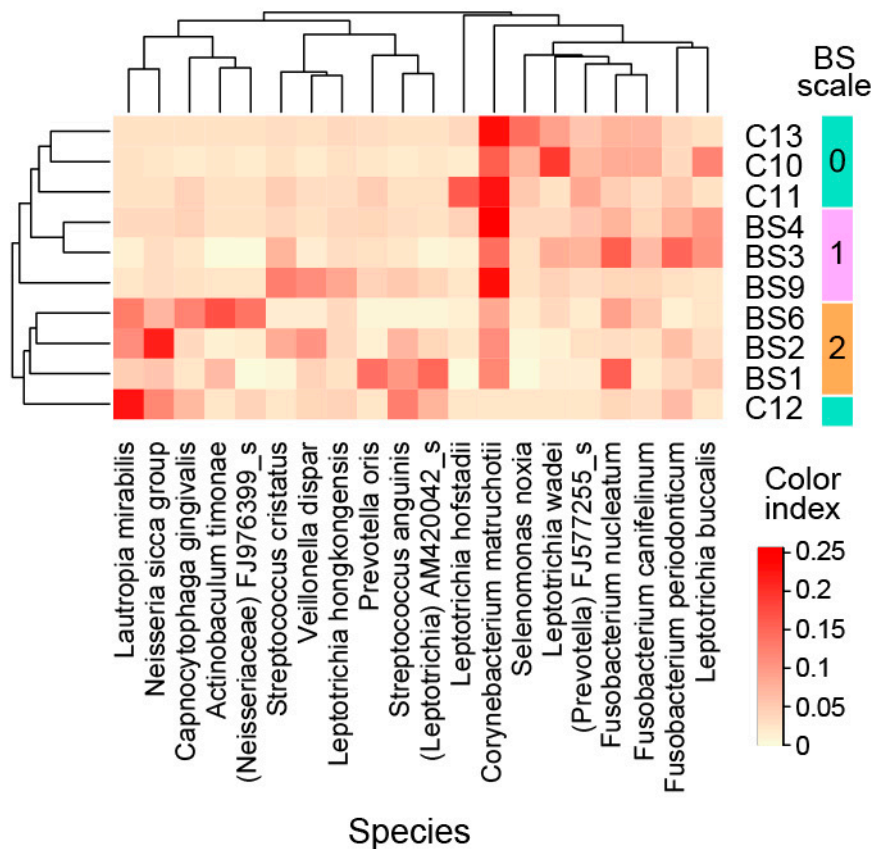 BS
scale
C13
C10
C11
BS4
BS3
BS9
BS6
BS2
BS1
C12
0
1
2
Lautropia mirabilis
Neisseria sicca group
Capnocytophaga gingivalis
Actinobaculum timonae
(Neisseriaceae) FJ976399_s
Streptococcus cristatus
Veillonella dispar
Leptotrichia hongkongensis
Prevotella oris
Streptococcus anguinis
(Leptotrichia) AM420042_s
Leptotrichia hofstadii
Corynebacterium matruchotii
Selenomonas noxia
Leptotrichia wadei
(Prevotella) FJ577255_s
Fusobacterium nucleatum
Fusobacterium canifelinum
Fusobacterium periodonticum
Leptotrichia buccalis
Color
index
0.25
0.2
0.15
0.1
0.05
0
Species